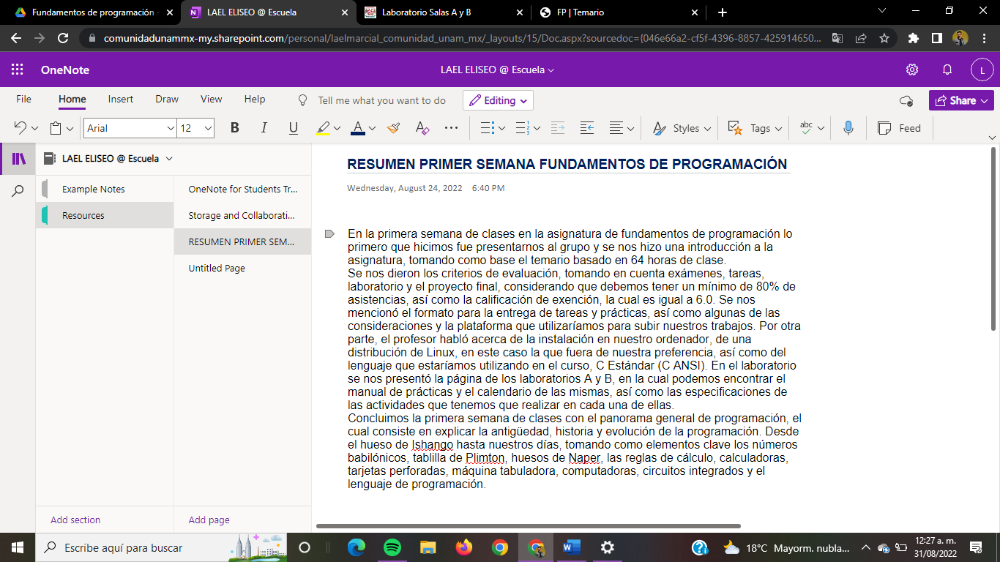 Fundamentos de programación -
LAEL ELISEO @ Escuela
Laboratorio Salas A y B
FP | Temario
comunidadunammx-my.sharepoint.com/personal/laelmarcial_comunidad_unam_mx/_layouts/15/Doc.aspx?sourcedoc={046e66a2-cf5f-4396-8857-425914650...
OneNote
LAEL ELISEO @ Escuela
L
File Home Insert Draw View Help Tell me what you want to do Editing Share
Arial 12 B I U A Styles Tags abc Feed
LAEL ELISEO @ Escuela
Example Notes
Resources
Add section
OneNote for Students Tr...
Storage and Collaborati...
RESUMEN PRIMER SEM...
Untitled Page
Add page
RESUMEN PRIMER SEMANA FUNDAMENTOS DE PROGRAMACIÓN
Wednesday, August 24, 2022 6:40 PM
En la primera semana de clases en la asignatura de fundamentos de programación lo
primero que hicimos fue presentarnos al grupo y se nos hizo una introducción a la
asignatura, tomando como base el temario basado en 64 horas de clase.
Se nos dieron los criterios de evaluación, tomando en cuenta exámenes, tareas,
laboratorio y el proyecto final, considerando que debemos tener un mínimo de 80% de
asistencias, así como la calificación de exención, la cual es igual a 6.0. Se nos
mencionó el formato para la entrega de tareas y prácticas, así como algunas de las
consideraciones y la plataforma que utilizaríamos para subir nuestros trabajos. Por otra
parte, el profesor habló acerca de la instalación en nuestro ordenador, de una
distribución de Linux, en este caso la que fuera de nuestra preferencia, así como del
lenguaje que estaríamos utilizando en el curso, C Estándar (C ANSI). En el laboratorio
se nos presentó la página de los laboratorios A y B, en la cual podemos encontrar el
manual de prácticas y el calendario de las mismas, así como las especificaciones de
las actividades que tenemos que realizar en cada una de ellas.
Concluimos la primera semana de clases con el panorama general de programación, el
cual consiste en explicar la antigüedad, historia y evolución de la programación. Desde
el hueso de Ishango hasta nuestros días, tomando como elementos clave los números
babilónicos, tablilla de Plimton, huesos de Naper, las reglas de cálculo, calculadoras,
tarjetas perforadas, máquina tabuladora, computadoras, circuitos integrados y el
lenguaje de programación.
Escribe aquí para buscar
18°C Mayorm. nubla...
12:27 a. m.
31/08/2022